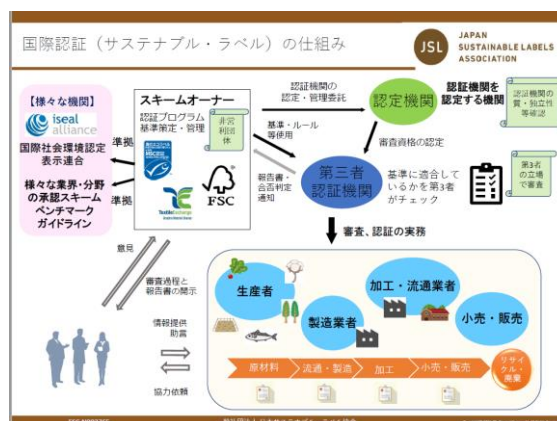 国際認証（サステナブル・ラベル）の仕組み
JSL
JAPAN
SUSTAINABLE LABELS
ASSOCIATION
【様々な機関】
iseal
alliance
国際社会環境認定
表示連合
様々な業界・分野
の承認スキーム
ベンチマーク
ガイドライン
準拠
準拠
スキームオーナー
認証プログラム
基準策定・管理
非営
利団
体
FSC
認証機関の
認定・管理委託
認定機関
認証機関を
認定する機関
認証機関の
質・独立性
等確認
基準・ルール
等使用
審査資格の認定
報告書・
合否判定
通知
第三者
認証機関
基準に適合して
いるかを第3者
がチェック
第3者
の立場
で審査
審査、認証の実務
意見
審査過程と
報告書の開示
情報提供
助言
協力依頼
生産者
製造業者
加工・流通業者
小売・販売
原材料
流通・製造
加工
小売・販売
リサイ
クル・
廃棄